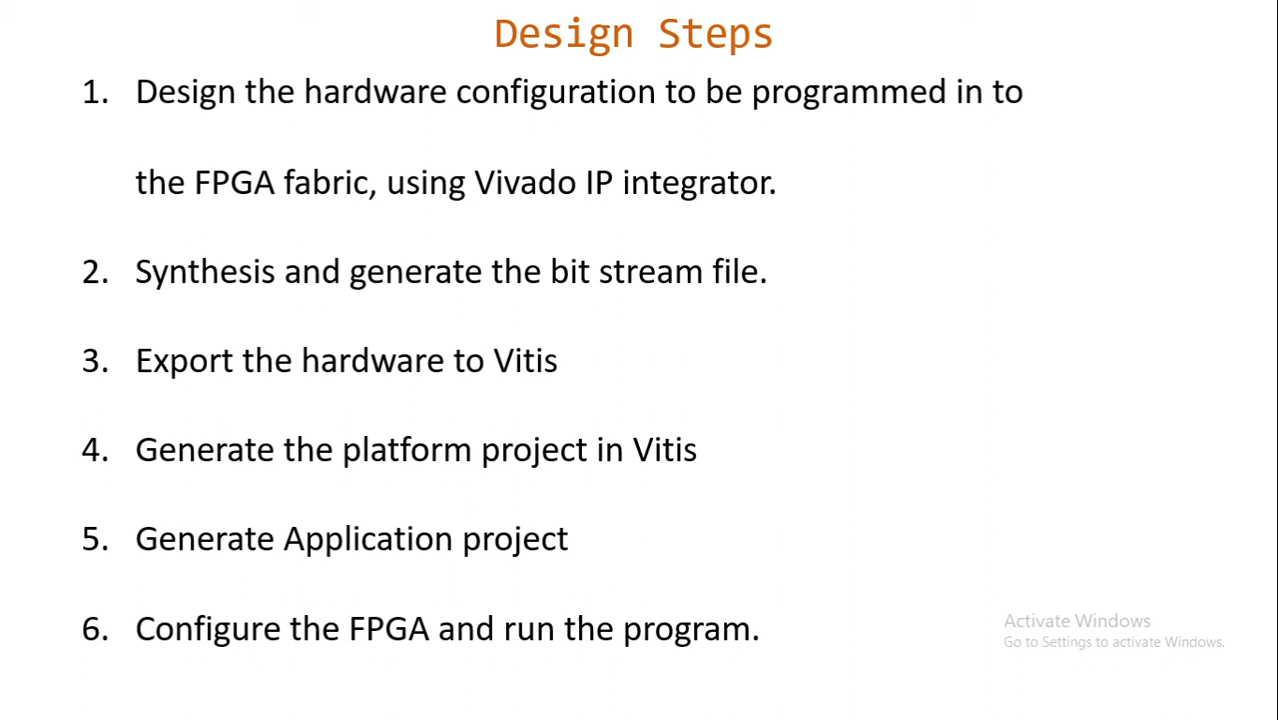 Design Steps
1. Design the hardware configuration to be programmed in to
the FPGA fabric, using Vivado IP integrator.
2. Synthesis and generate the bit stream file.
3. Export the hardware to Vitis
4. Generate the platform project in Vitis
5. Generate Application project
6. Configure the FPGA and run the program.
Activate Windows
Go to Settings to activate Windows.